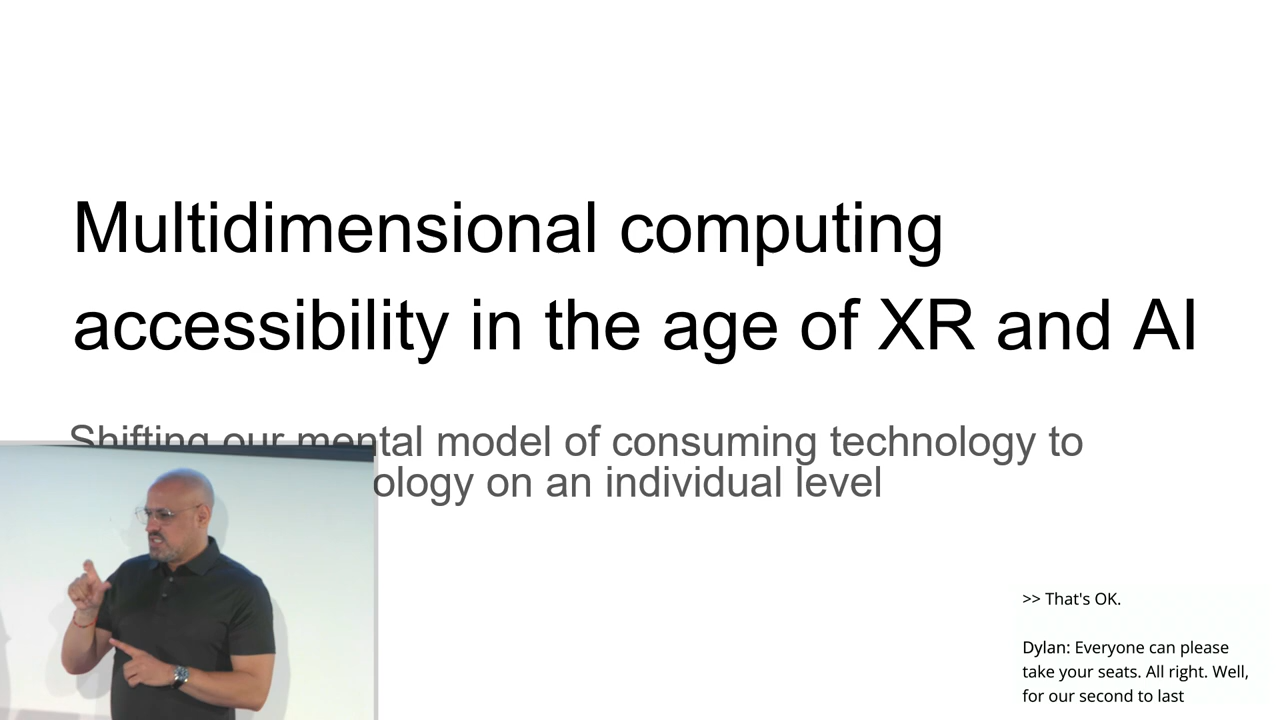 Multidimensional computing
accessibility in the age of XR and AI
Shifting our mental model of consuming technology to
ology on an individual level
>> That's OK.
Dylan: Everyone can please
take your seats. All right. Well,
for our second to last